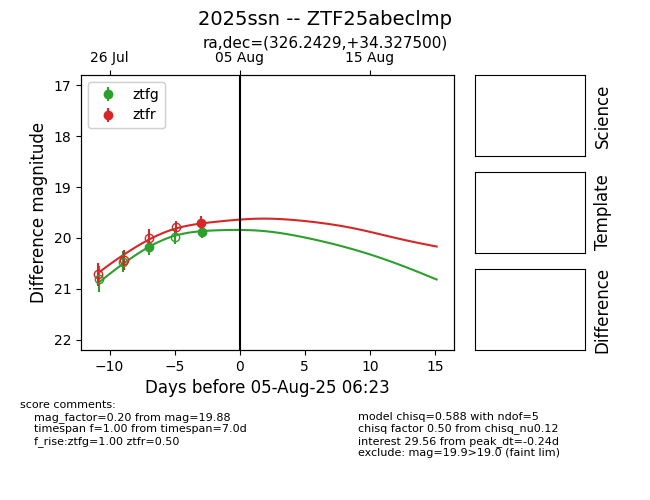 2025ssn -- ZTF25abeclmp
ra,dec=(326.2429,+34.327500)
26 Jul 05 Aug 15 Aug
ztfg
ztfr
17
18
19
20
21
22
Difference magnitude
−10 −5 0 5 10 15
Days before 05-Aug-25 06:23
Science
Template
Difference
score comments:
mag_factor=0.20 from mag=19.88
timespan f=1.00 from timespan=7.0d
f_rise:ztfg=1.00 ztfr=0.50
model chisq=0.588 with ndof=5
chisq factor 0.50 from chisq_nu0.12
interest 29.56 from peak_dt=-0.24d
exclude: mag=19.9>19.0 (faint lim)